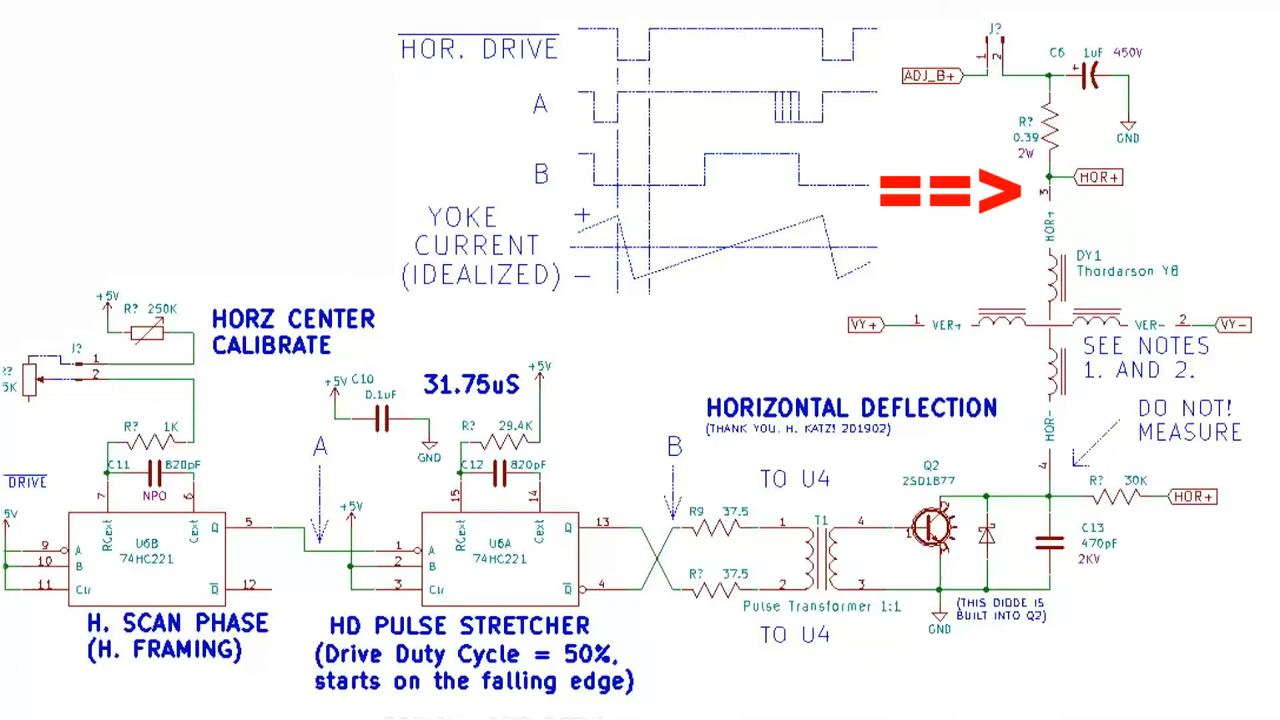 HOR. DRIVE
A
B
YOKE
CURRENT
(IDEALIZED)
+
−
==>
J?
1
2
ADJ_B+
C6 1uF 450V
+
GND
R?
0.39
2W
HOR+
3
HOR+
DY1
Thordarson Y8
VY+
1
VER+
VER-
2
VY-
SEE NOTES
1. AND 2.
HOR-
4
DO NOT!
MEASURE
+5V
R? 250K
HORZ CENTER
CALIBRATE
J?
1
2
R?
5K
R?
1K
C11
820pF
NPO
7
6
DRIVE
5V
9
10
11
A
B
Clr
RCext
Cext
U6B
74HC221
Q
Q
5
12
H. SCAN PHASE
(H. FRAMING)
+5V
C10
0.1uF
GND
31.75uS
+5V
R?
29.4K
C12
820pF
15
14
A
+5V
1
2
3
A
B
Clr
RCext
Cext
U6A
74HC221
Q
Q
13
4
HD PULSE STRETCHER
(Drive Duty Cycle = 50%,
starts on the falling edge)
HORIZONTAL DEFLECTION
(THANK YOU, H. KATZ! 201902)
B
TO U4
R9
37.5
R?
37.5
1
2
T1
4
3
Pulse Transformer 1:1
TO U4
Q2
2SD1877
GND
(THIS DIODE IS
BUILT INTO Q2)
R?
30K
HOR+
C13
470pF
2KV